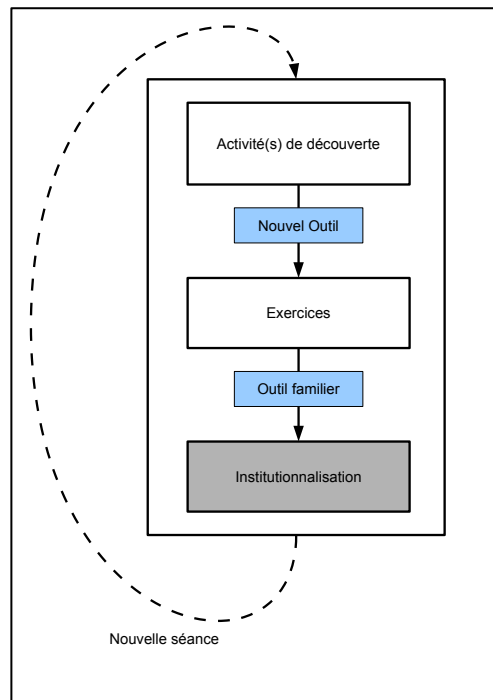 Activité(s) de découverte
Nouvel Outil
Exercices
Outil familier
Institutionnalisation
Nouvelle séance